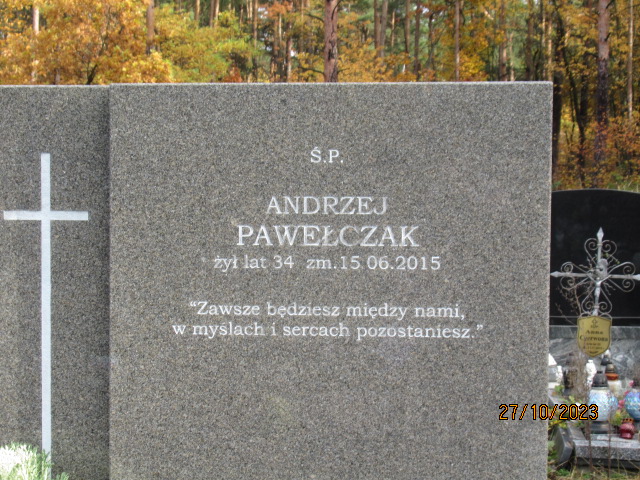 Ś.P.
ANDRZEJ
PAWEŁCZAK
żył lat 34 zm.15.06.2015
“Zawsze będziesz między nami,
w myślach i sercach pozostaniesz.”
27/10/2023